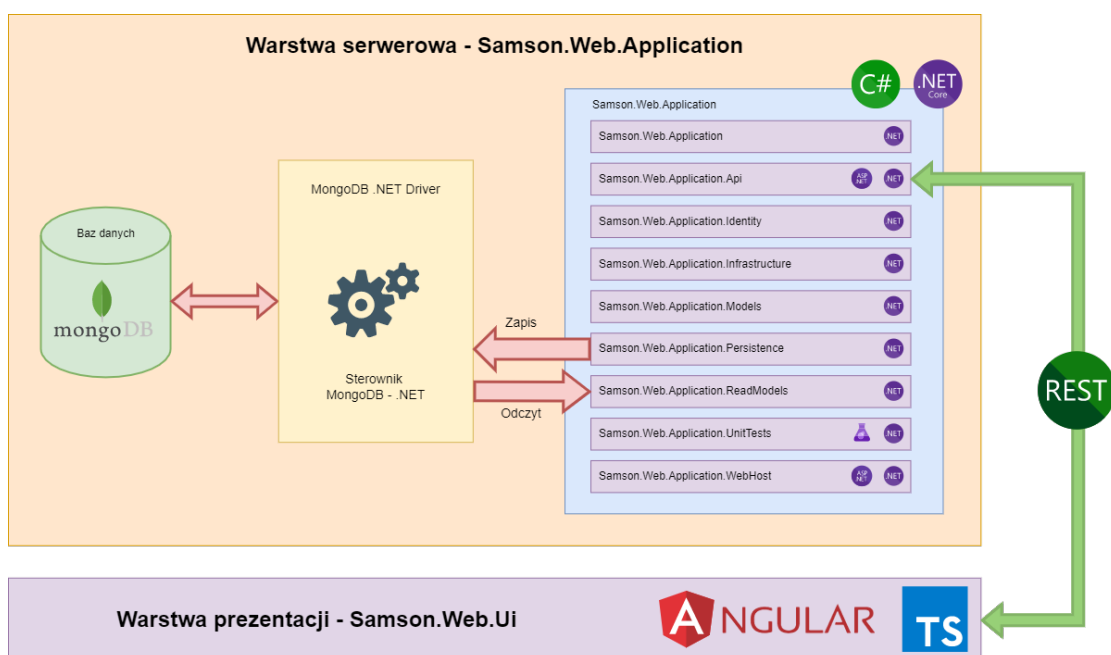 Warstwa serwerowa - Samson.Web.Application
C#
.NET
Core
Samson.Web.Application
Samson.Web.Application
.NET
Samson.Web.Application.Api
ASP
.NET
.NET
Samson.Web.Application.Identity
.NET
Samson.Web.Application.Infrastructure
.NET
Samson.Web.Application.Models
.NET
Samson.Web.Application.Persistence
.NET
Samson.Web.Application.ReadModels
.NET
Samson.Web.Application.UnitTests
.NET
Samson.Web.Application.WebHost
ASP
.NET
.NET
MongoDB .NET Driver
Sterownik
MongoDB - .NET
Baz danych
mongoDB
Zapis
Odczyt
REST
Warstwa prezentacji - Samson.Web.Ui
ANGULAR
TS